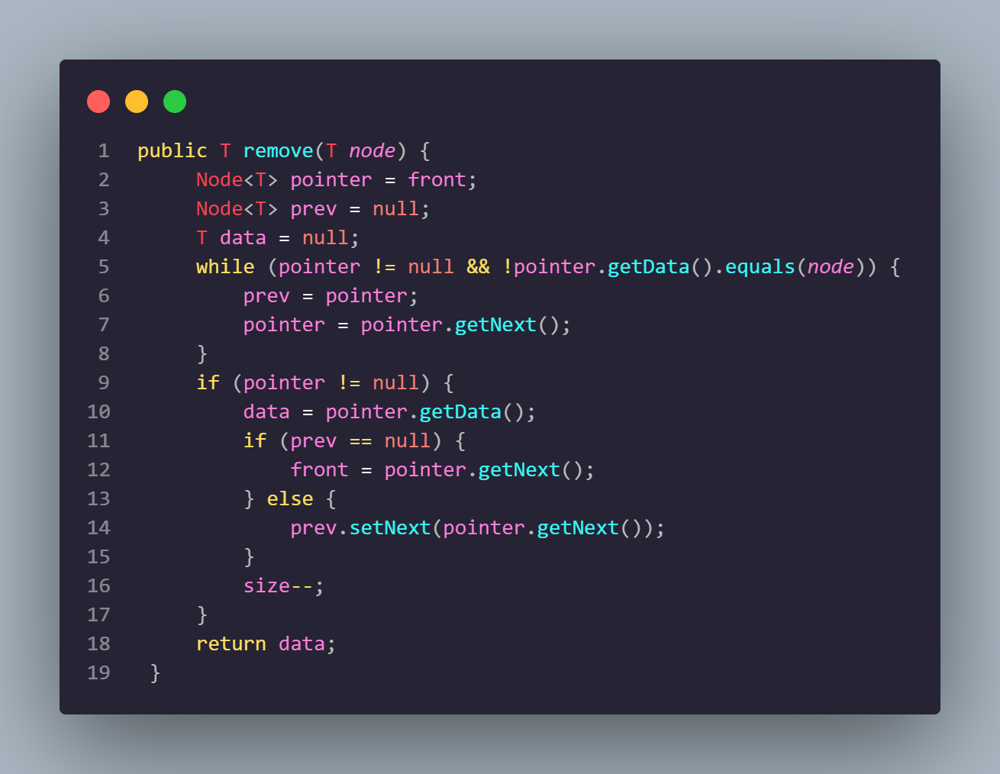 1 public T remove(T node) {
2 Node<T> pointer = front;
3 Node<T> prev = null;
4 T data = null;
5 while (pointer != null && !pointer.getData().equals(node)) {
6 prev = pointer;
7 pointer = pointer.getNext();
8 }
9 if (pointer != null) {
10 data = pointer.getData();
11 if (prev == null) {
12 front = pointer.getNext();
13 } else {
14 prev.setNext(pointer.getNext());
15 }
16 size--;
17 }
18 return data;
19 }